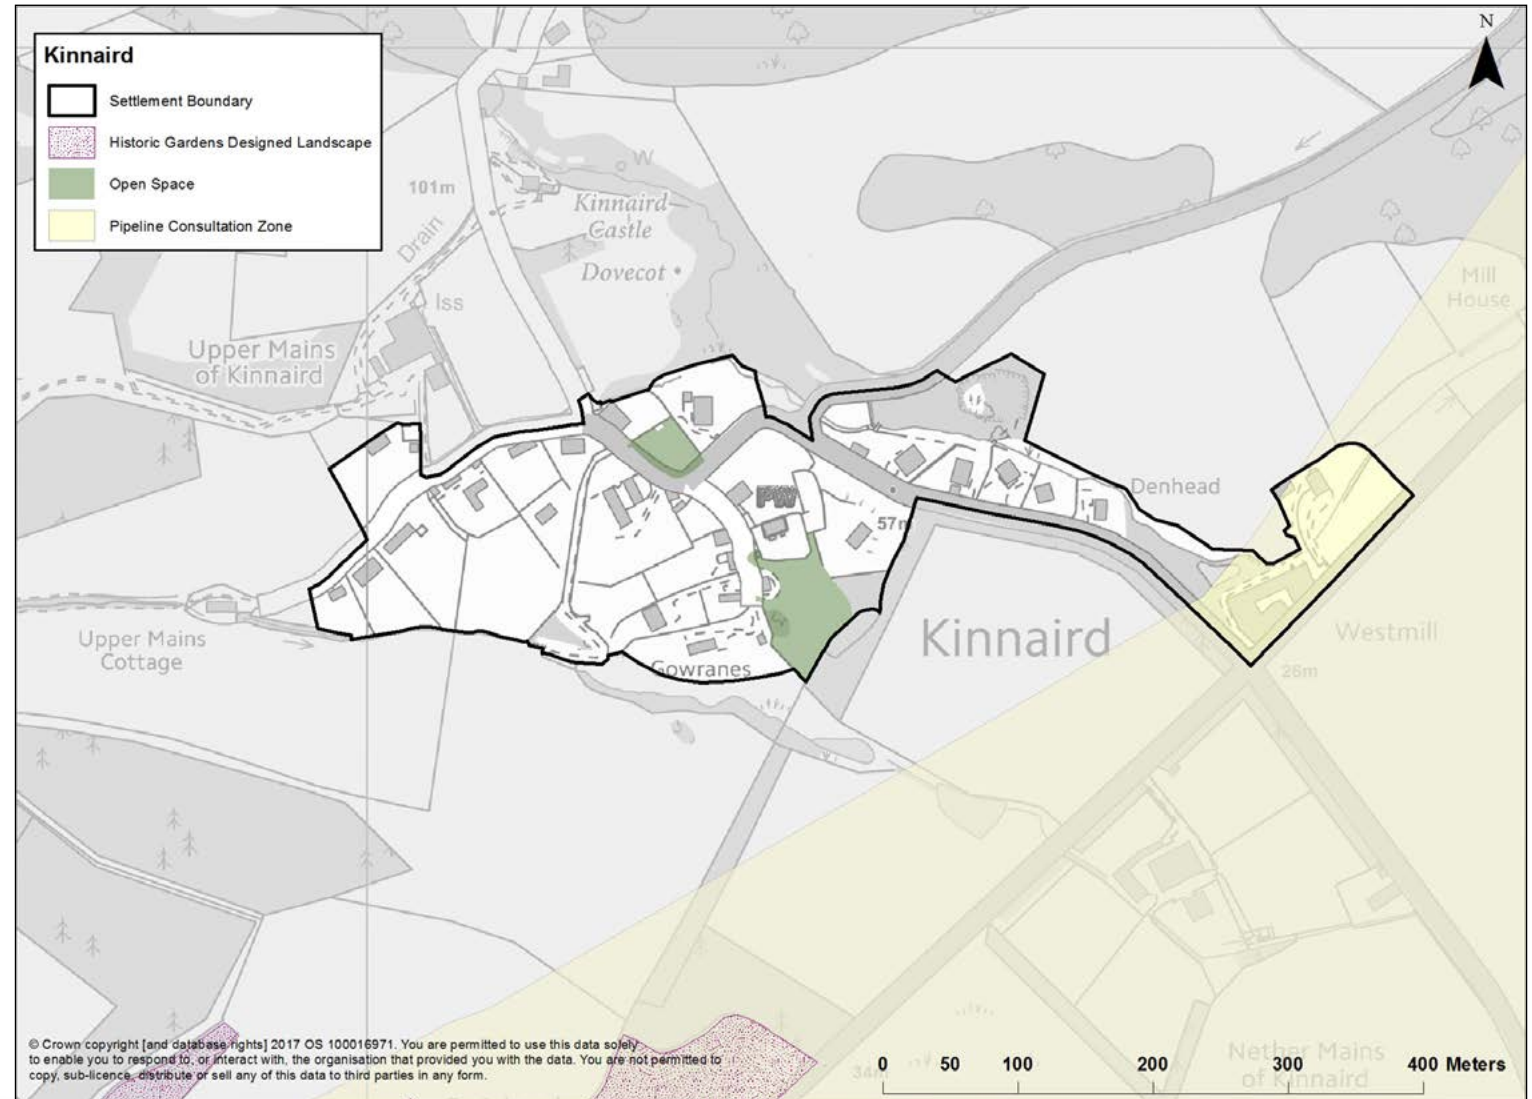 Kinnaird
Settlement Boundary
Historic Gardens Designed Landscape
Open Space
Pipeline Consultation Zone
N
W
101m
Kinnaird
Castle
Dovecot
Drain
Iss
Mill
House
Upper Mains
of Kinnaird
Denhead
PW
57m
Kinnaird
Westmill
Upper Mains
Cottage
Gowranes
26m
© Crown copyright [and database rights] 2017 OS 100016971. You are permitted to use this data solely
to enable you to respond to, or interact with, the organisation that provided you with the data. You are not permitted to
copy, sub-licence, distribute or sell any of this data to third parties in any form.
34m
Nether Mains
of Kinnaird
0 50 100 200 300 400 Meters